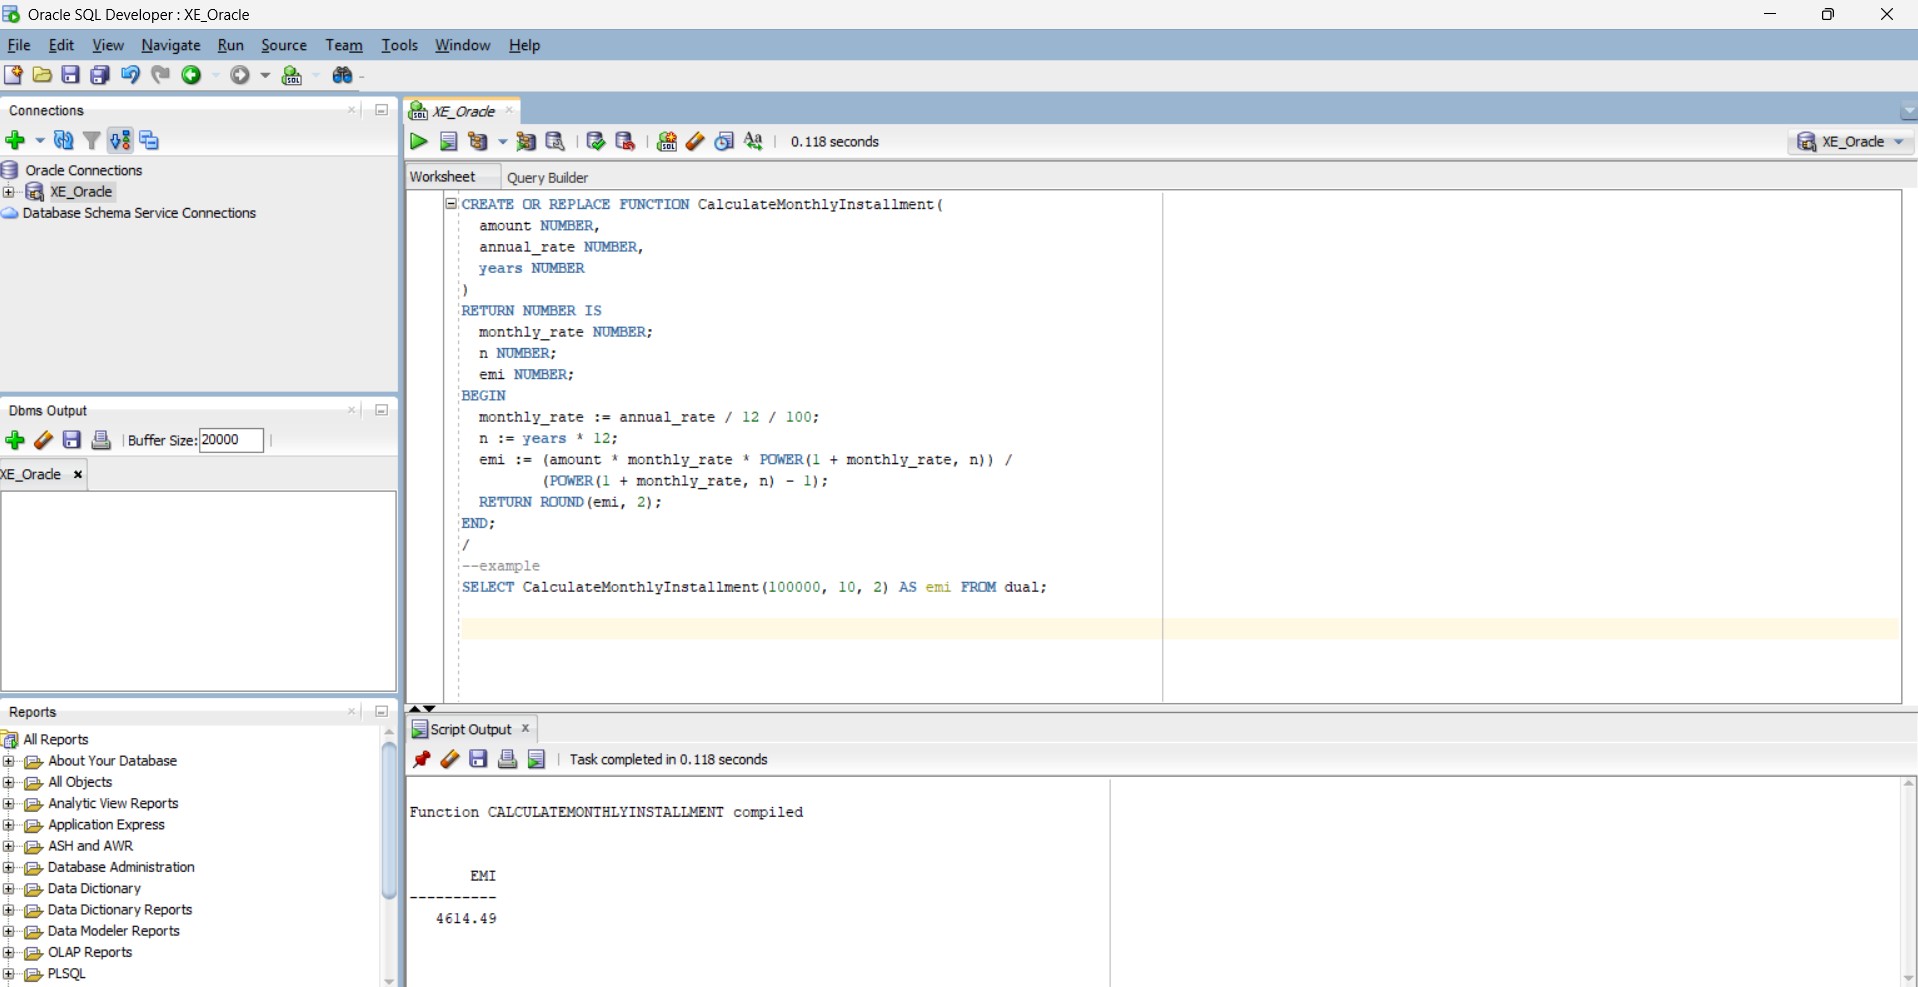 Oracle SQL Developer : XE_Oracle
File Edit View Navigate Run Source Team Tools Window Help
Connections
Oracle Connections
XE_Oracle
Database Schema Service Connections
Dbms Output
Buffer Size: 20000
XE_Oracle
Reports
All Reports
About Your Database
All Objects
Analytic View Reports
Application Express
ASH and AWR
Database Administration
Data Dictionary
Data Dictionary Reports
Data Modeler Reports
OLAP Reports
PLSQL
XE_Oracle
0.118 seconds
XE_Oracle
Worksheet Query Builder
CREATE OR REPLACE FUNCTION CalculateMonthlyInstallment(
  amount NUMBER,
  annual_rate NUMBER,
  years NUMBER
)
RETURN NUMBER IS
  monthly_rate NUMBER;
  n NUMBER;
  emi NUMBER;
BEGIN
  monthly_rate := annual_rate / 12 / 100;
  n := years * 12;
  emi := (amount * monthly_rate * POWER(1 + monthly_rate, n)) /
         (POWER(1 + monthly_rate, n) - 1);
  RETURN ROUND(emi, 2);
END;
/
--example
SELECT CalculateMonthlyInstallment(100000, 10, 2) AS emi FROM dual;
Script Output
Task completed in 0.118 seconds
Function CALCULATEMONTHLYINSTALLMENT compiled
EMI
----------
4614.49